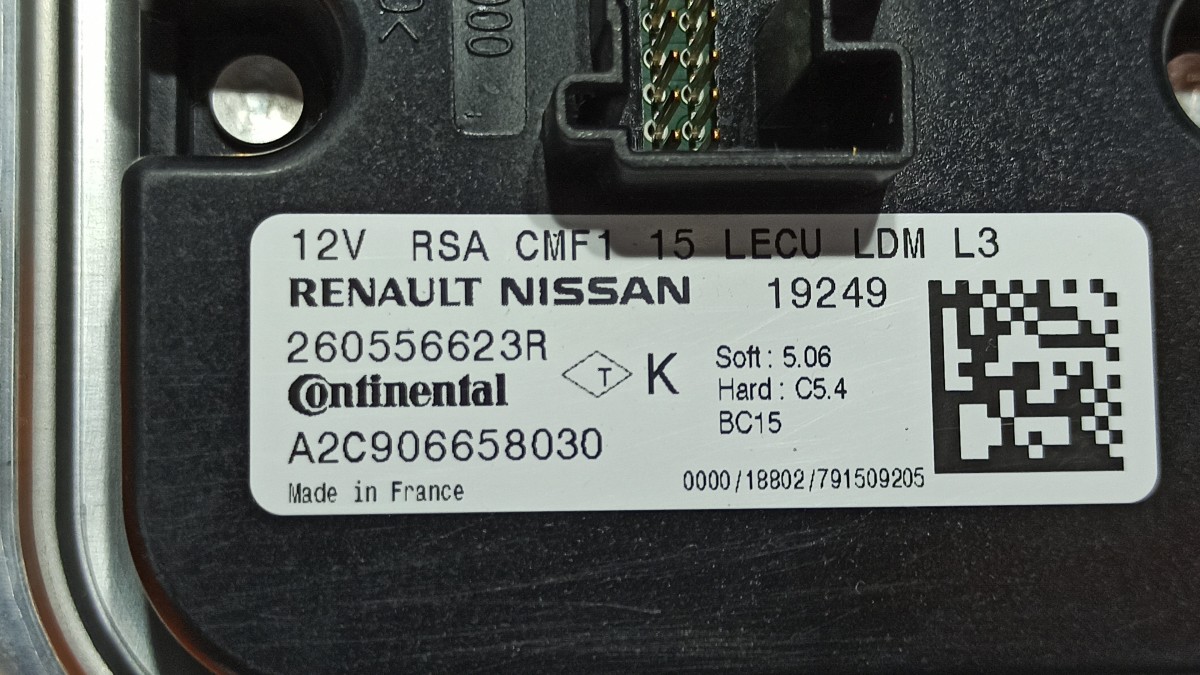 000
12V RSA CMF1 15 LECU LDM L3
RENAULT NISSAN 19249
260556623R
Continental
T K
Soft: 5.06
Hard: C5.4
BC15
A2C906658030
Made in France
0000/18802/791509205